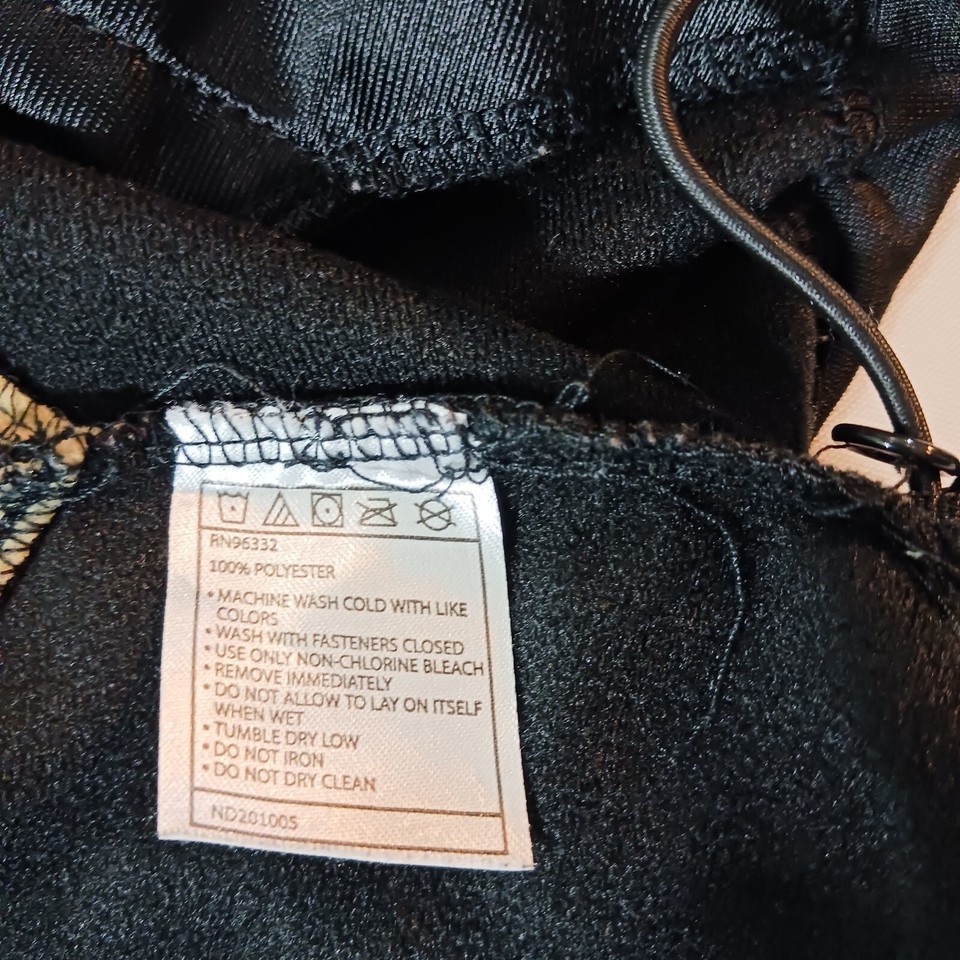 RN96332
100% POLYESTER
• MACHINE WASH COLD WITH LIKE
COLORS
• WASH WITH FASTENERS CLOSED
• USE ONLY NON-CHLORINE BLEACH
• REMOVE IMMEDIATELY
• DO NOT ALLOW TO LAY ON ITSELF
WHEN WET
• TUMBLE DRY LOW
• DO NOT IRON
• DO NOT DRY CLEAN
ND201005